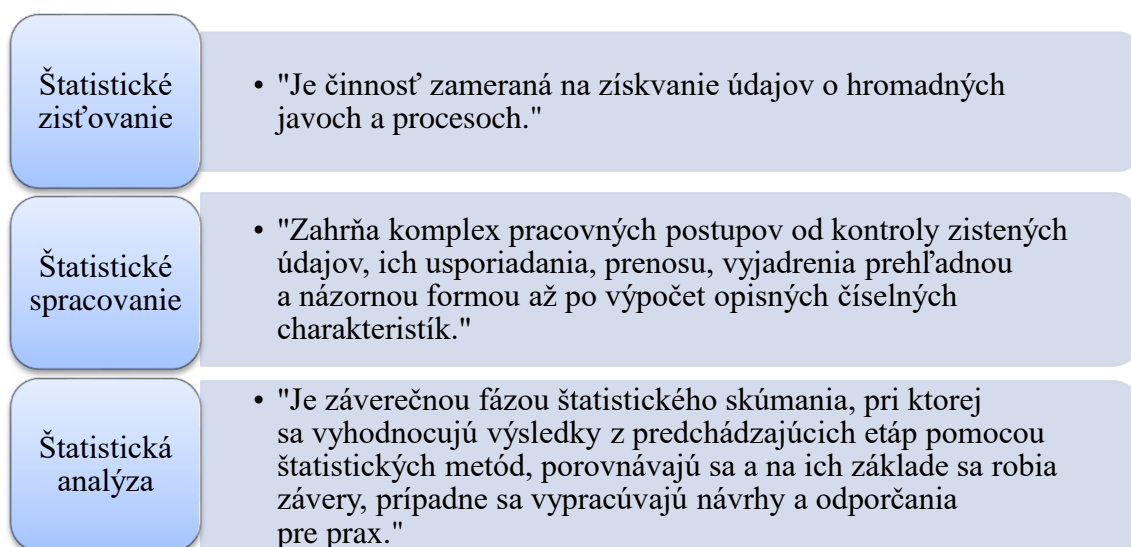 Štatistické
zisťovanie
• "Je činnosť zameraná na získvanie údajov o hromadných
javoch a procesoch."
Štatistické
spracovanie
• "Zahrňa komplex pracovných postupov od kontroly zistených
údajov, ich usporiadania, prenosu, vyjadrenia prehľadnou
a názornou formou až po výpočet opisných číselných
charakteristík."
Štatistická
analýza
• "Je záverečnou fázou štatistického skúmania, pri ktorej
sa vyhodnocujú výsledky z predchádzajúcich etáp pomocou
štatistických metód, porovnávajú sa a na ich základe sa robia
závery, prípadne sa vypracúvajú návrhy a odporčania
pre prax."